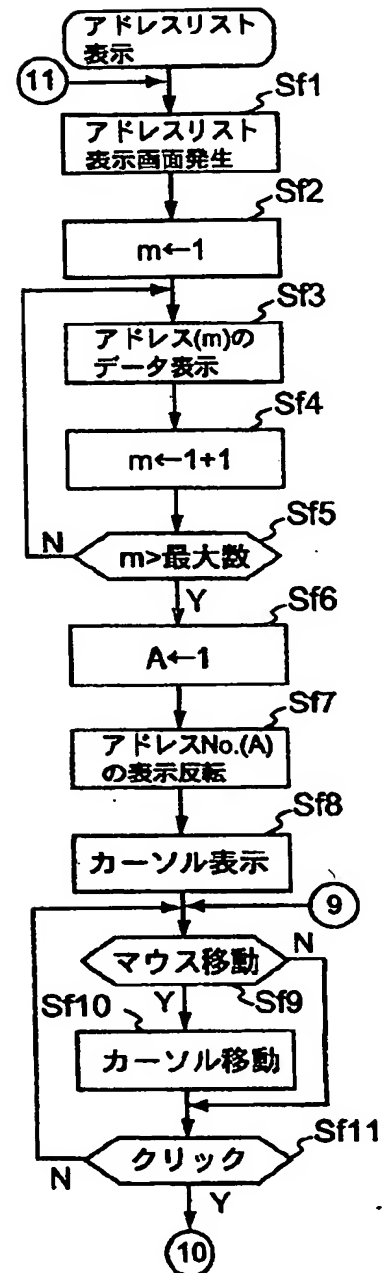 アドレスリスト
表示
11
Sf1
アドレスリスト
表示画面発生
Sf2
m←1
Sf3
アドレス(m)の
データ表示
Sf4
m←1+1
Sf5
m>最大数
N
Y
Sf6
A←1
Sf7
アドレスNo.(A)
の表示反転
Sf8
カーソル表示
9
マウス移動
N
Sf10
Y
Sf9
カーソル移動
Sf11
クリック
N
Y
10